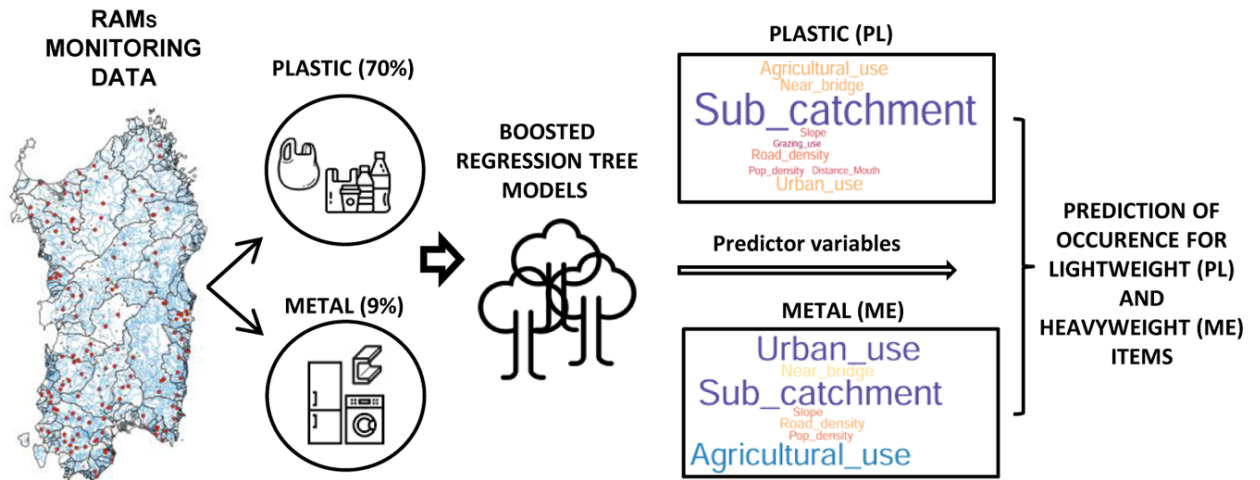 RAMs
MONITORING
DATA
PLASTIC (70%)
METAL (9%)
BOOSTED
REGRESSION TREE
MODELS
PLASTIC (PL)
Agricultural_use
Near_bridge
Sub_catchment
Slope
Grazing_use
Road_density
Pop_density Distance_Mouth
Urban_use
Predictor variables
METAL (ME)
Urban_use
Near_bridge
Sub_catchment
Slope
Road_density
Pop_density
Agricultural_use
PREDICTION OF
OCCURENCE FOR
LIGHTWEIGHT (PL)
AND
HEAVYWEIGHT (ME)
ITEMS